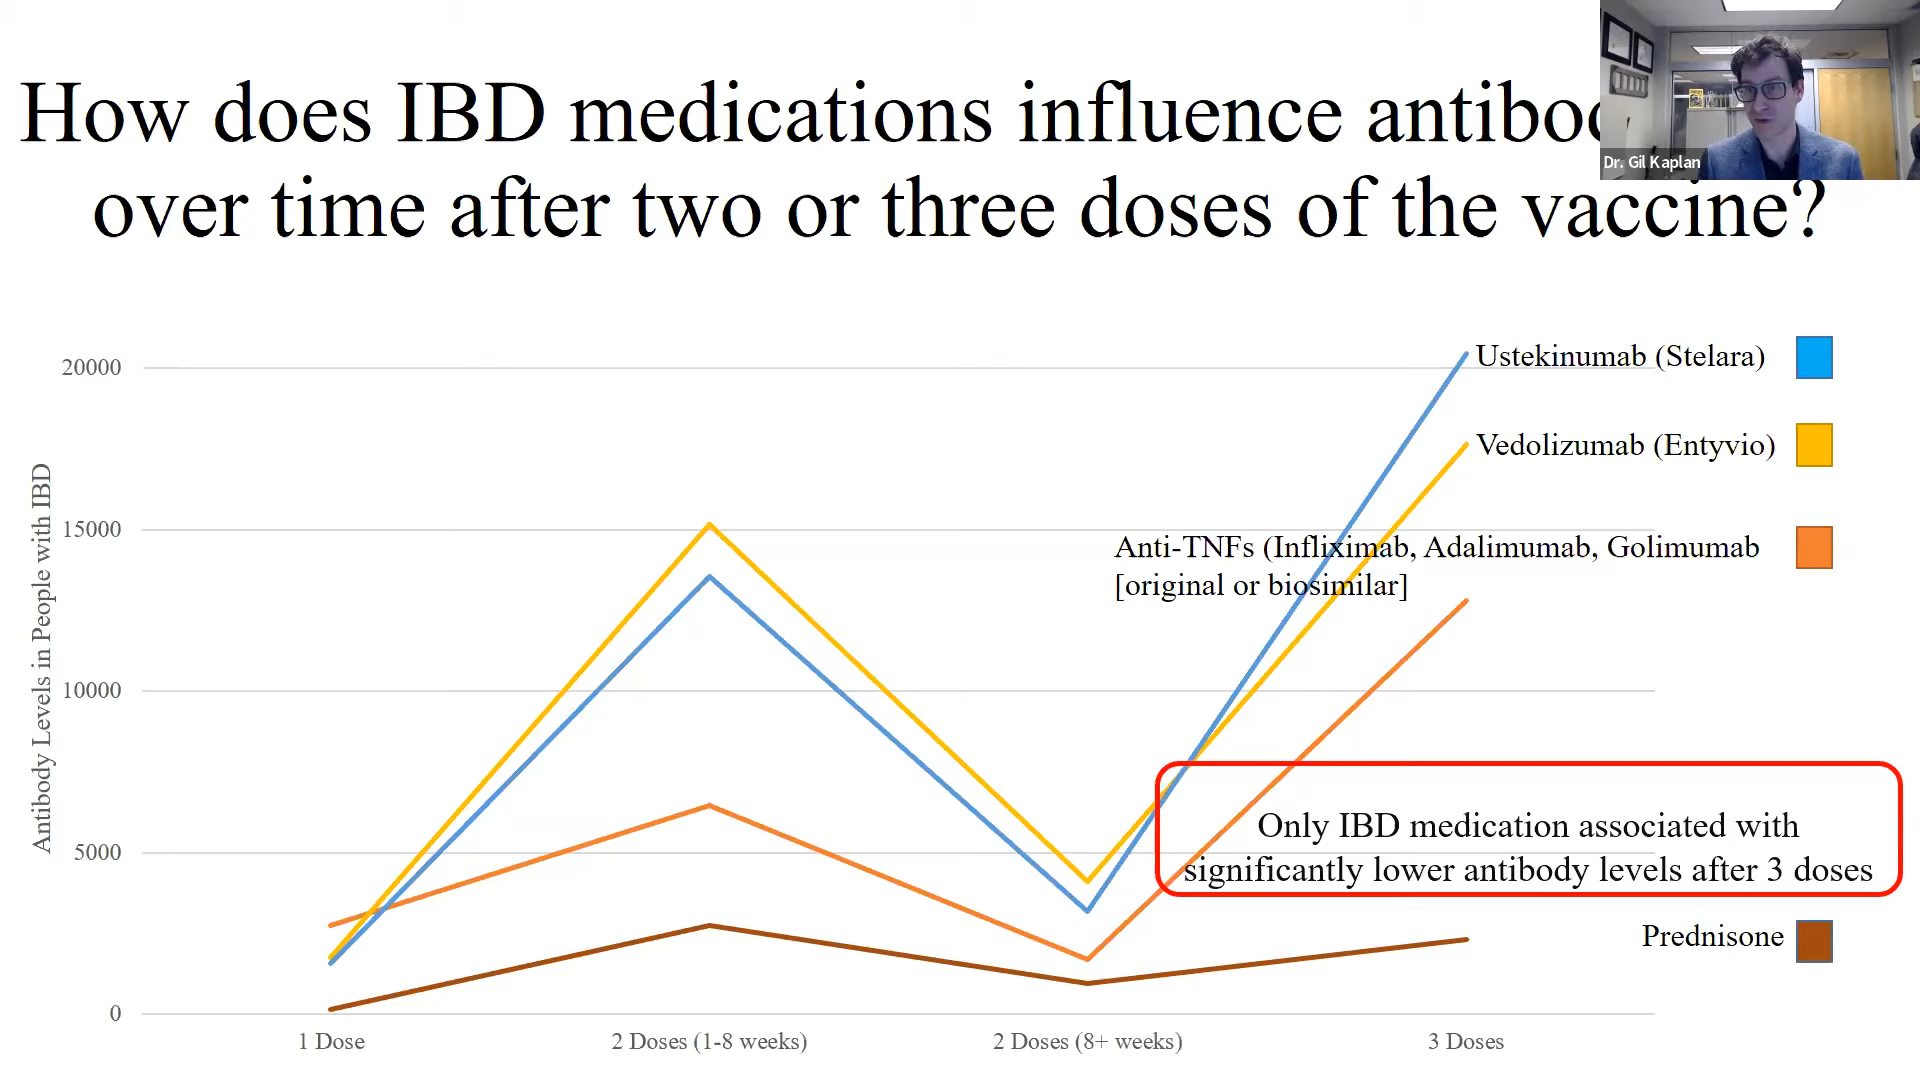 How does IBD medications influence
over time after two or three doses of the vaccine?
Dr. Gil Kaplan
20000
15000
10000
5000
0
Antibody Levels in People with IBD
Ustekinumab (Stelara)
Vedolizumab (Entyvio)
Anti-TNFs (Infliximab, Adalimumab, Golimumab
[original or biosimilar]
Only IBD medication associated with
significantly lower antibody levels after 3 doses
Prednisone
1 Dose
2 Doses (1-8 weeks)
2 Doses (8+ weeks)
3 Doses